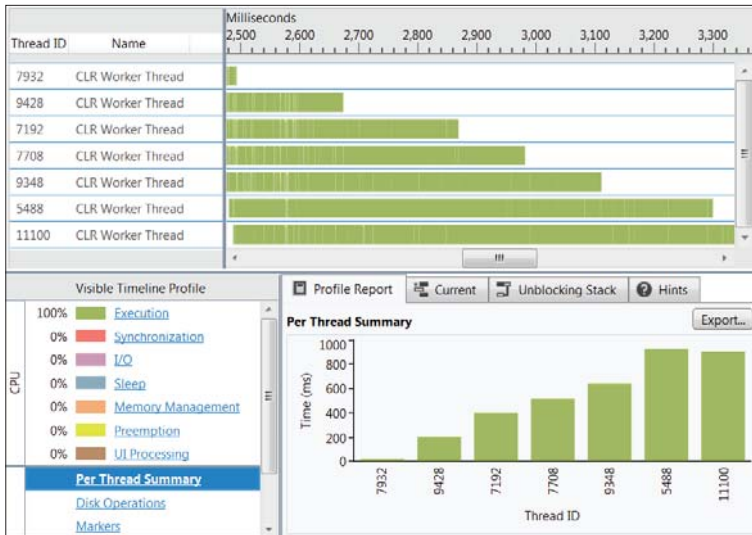 Milliseconds
Thread ID Name 2,500 2,600 2,700 2,800 2,900 3,000 3,100 3,200 3,300
7932 CLR Worker Thread
9428 CLR Worker Thread
7192 CLR Worker Thread
7708 CLR Worker Thread
9348 CLR Worker Thread
5488 CLR Worker Thread
11100 CLR Worker Thread
Visible Timeline Profile
CPU
100% Execution
0% Synchronization
0% I/O
0% Sleep
0% Memory Management
0% Preemption
0% UI Processing
Per Thread Summary
Disk Operations
Markers
Profile Report Current Unblocking Stack Hints
Per Thread Summary Export...
Time (ms)
1000
800
600
400
200
0
7932 9428 7192 7708 9348 5488 11100
Thread ID